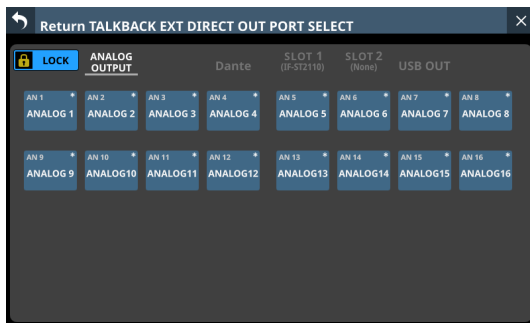 Return TALKBACK EXT DIRECT OUT PORT SELECT
LOCK
ANALOG
OUTPUT
Dante
SLOT 1
(IF-ST2110)
SLOT 2
(None)
USB OUT
AN 1 * AN 2 * AN 3 * AN 4 * AN 5 * AN 6 * AN 7 * AN 8 *
ANALOG 1 ANALOG 2 ANALOG 3 ANALOG 4 ANALOG 5 ANALOG 6 ANALOG 7 ANALOG 8
AN 9 * AN 10 * AN 11 * AN 12 * AN 13 * AN 14 * AN 15 * AN 16 *
ANALOG 9 ANALOG10 ANALOG11 ANALOG12 ANALOG13 ANALOG14 ANALOG15 ANALOG16